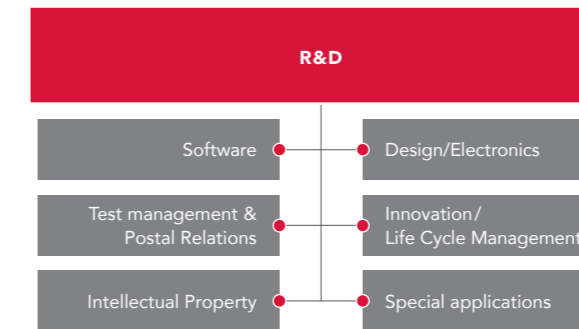 R&D
Software
Design/Electronics
Test management &
Postal Relations
Innovation/
Life Cycle Management
Intellectual Property
Special applications